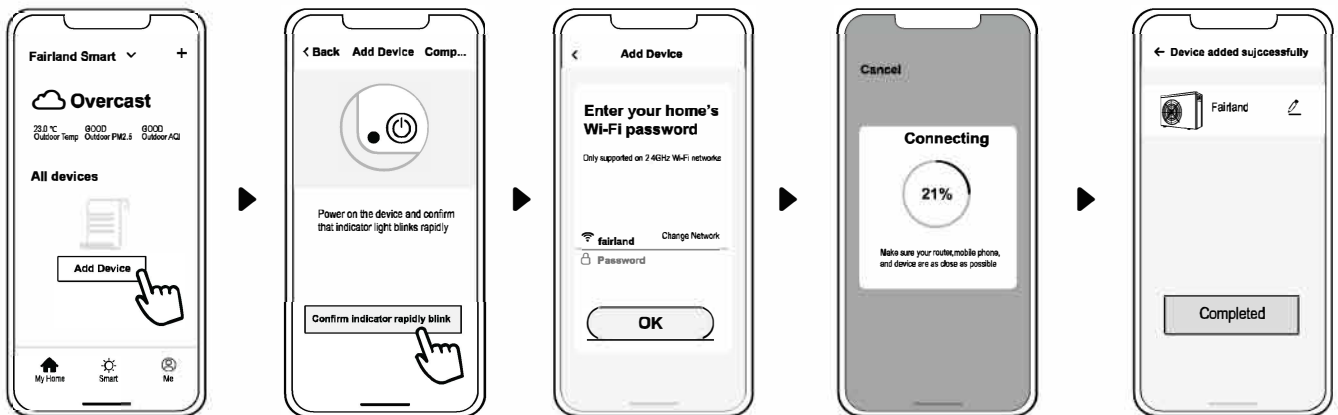 Fairland Smart
+
Overcast
23.0 °C GOOD GOOD
Outdoor Temp Outdoor PM2.5 Outdoor AQI
All devices
Add Device
My Home Smart Me
< Back Add Device Comp...
Power on the device and confirm
that indicator light blinks rapidly
Confirm indicator rapidly blink
< Add Device
Enter your home's
Wi-Fi password
Only supported on 2 4GHz Wi-Fi networks
fairland Change Network
Password
OK
Cancel
Connecting
21%
Make sure your router,mobile phone,
and device are as close as possible
← Device added sujccessfully
Fairland
Completed